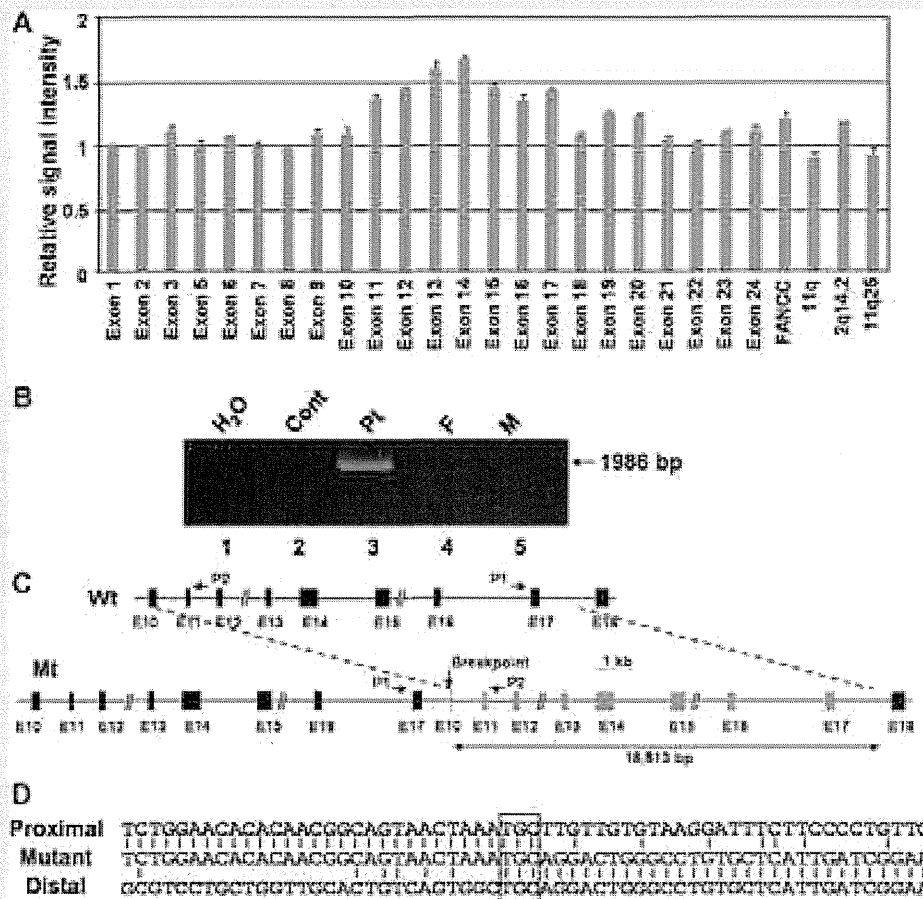 A
Relative signal intensity
2
1.5
1
0.5
0
Exon 1
Exon 2
Exon 3
Exon 5
Exon 6
Exon 7
Exon 8
Exon 9
Exon 10
Exon 11
Exon 12
Exon 13
Exon 14
Exon 15
Exon 16
Exon 17
Exon 18
Exon 19
Exon 20
Exon 21
Exon 22
Exon 23
Exon 24
FANCC
11q
2q14.2
11q25
B
H2O Cont Pt F M
1986 bp
1 2 3 4 5
C
P2 P1
Wt
E10 E11 E12 E13 E14 E15 E16 E17 E18
Breakpoint 1 kb
Mt P1 P2
E10 E11 E12 E13 E14 E15 E16 E17 E10 E11 E12 E13 E14 E15 E16 E17 E18
D
Proximal TCTGGAACACACAACGGCAGTAACTAAATGCTTGTTGTGTAAGGATTTCTTCCCCTGTTC
Mutant TCTGGAACACACAACGGCAGTAACTAAATGCAGGACTGGGCCTGTGCTCATTGATCGGAA
Distal GCGTCCTGCTGGTTGCACTGTCAGTGGCTGCAGGACTGGGCCTGTGCTCATTGATCGGAA